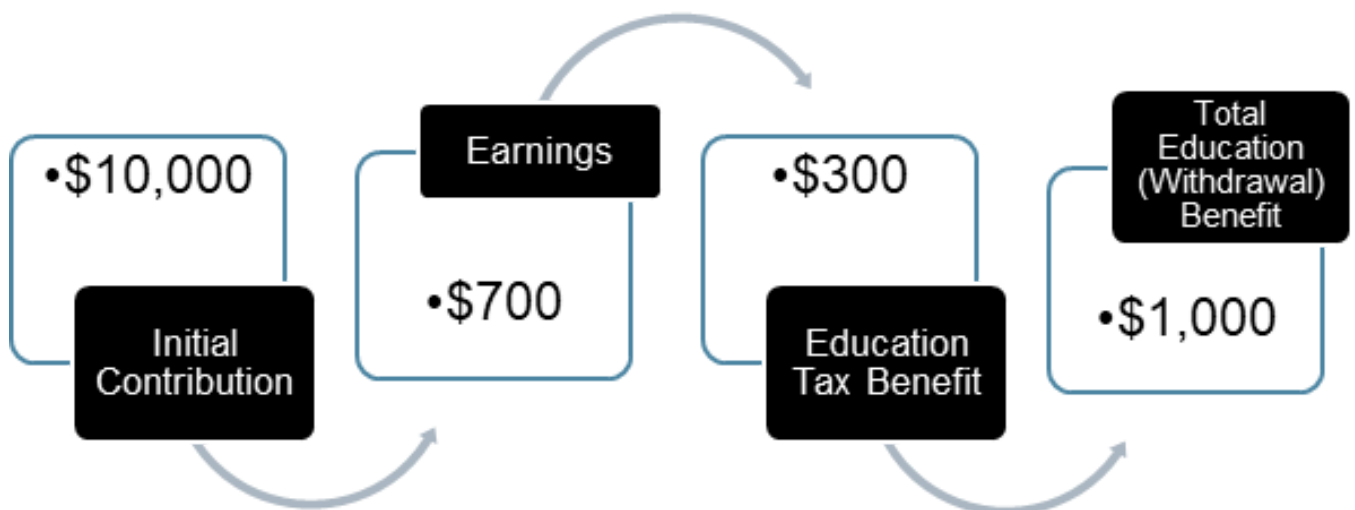 •$10,000
Initial
Contribution
Earnings
•$700
•$300
Education
Tax Benefit
Total
Education
(Withdrawal)
Benefit
•$1,000